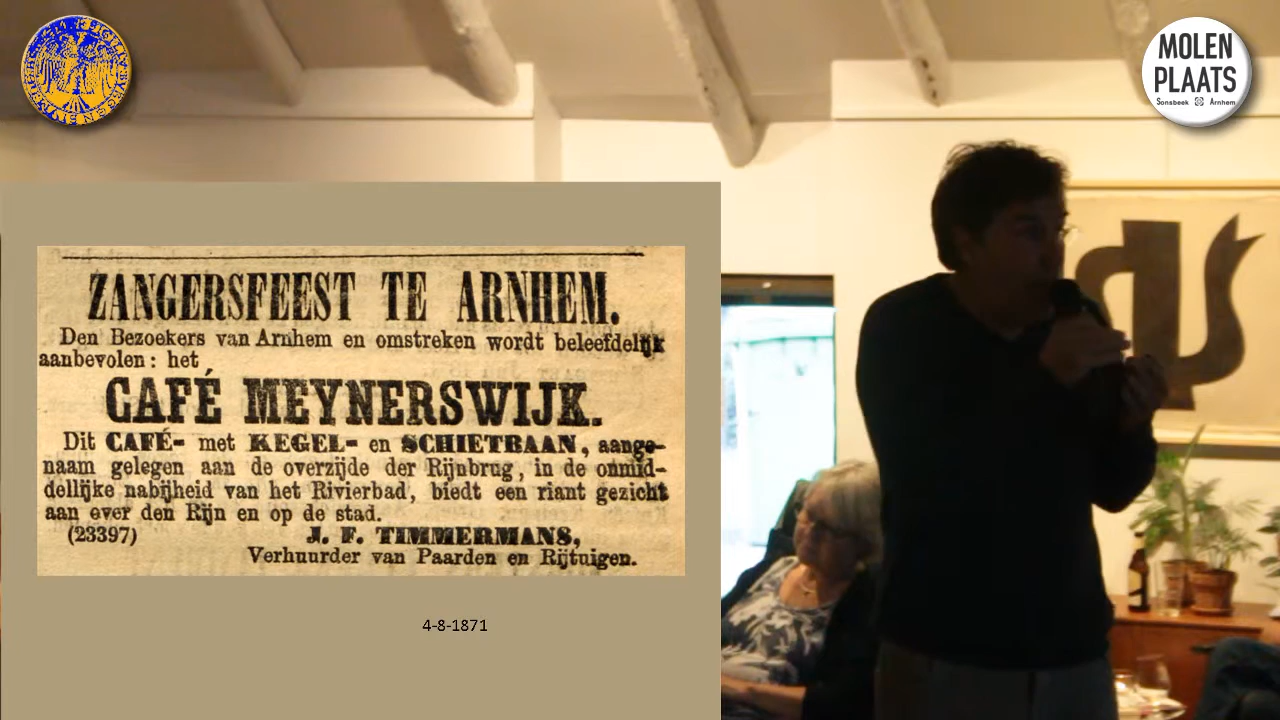 MOLEN
PLAATS
Sonsbeek Arnhem
ZANGERSFEEST TE ARNHEM.
Den Bezoekers van Arnhem en omstreken wordt beleefdelijk
aanbevolen: het
CAFÉ MEYNERSWIJK.
Dit CAFÉ- met KEGEL- en SCHIETBAAN, aange-
naam gelegen aan de overzijde der Rijnbrug, in de onmid-
dellijke nabijheid van het Rivierbad, biedt een riant gezicht
aan over den Rijn en op de stad.
(23397) J. F. TIMMERMANS,
Verhuurder van Paarden en Rijtuigen.
4-8-1871